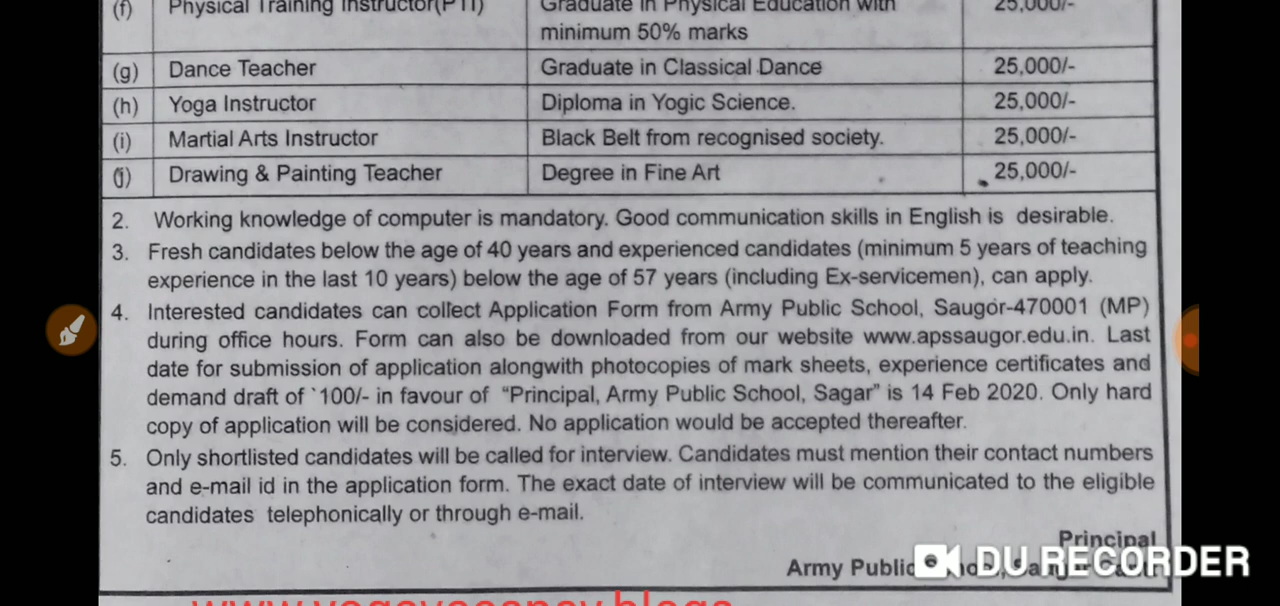 (f) Physical Training Instructor(PTI) Graduate in Physical Education with 25,000/-
minimum 50% marks
(g) Dance Teacher Graduate in Classical Dance 25,000/-
(h) Yoga Instructor Diploma in Yogic Science. 25,000/-
(i) Martial Arts Instructor Black Belt from recognised society. 25,000/-
(j) Drawing & Painting Teacher Degree in Fine Art 25,000/-
2. Working knowledge of computer is mandatory. Good communication skills in English is desirable.
3. Fresh candidates below the age of 40 years and experienced candidates (minimum 5 years of teaching
experience in the last 10 years) below the age of 57 years (including Ex-servicemen), can apply.
4. Interested candidates can collect Application Form from Army Public School, Saugor-470001 (MP)
during office hours. Form can also be downloaded from our website www.apssaugor.edu.in. Last
date for submission of application alongwith photocopies of mark sheets, experience certificates and
demand draft of `100/- in favour of “Principal, Army Public School, Sagar” is 14 Feb 2020. Only hard
copy of application will be considered. No application would be accepted thereafter.
5. Only shortlisted candidates will be called for interview. Candidates must mention their contact numbers
and e-mail id in the application form. The exact date of interview will be communicated to the eligible
candidates telephonically or through e-mail.
Principal
Army Public
DU RECORDER